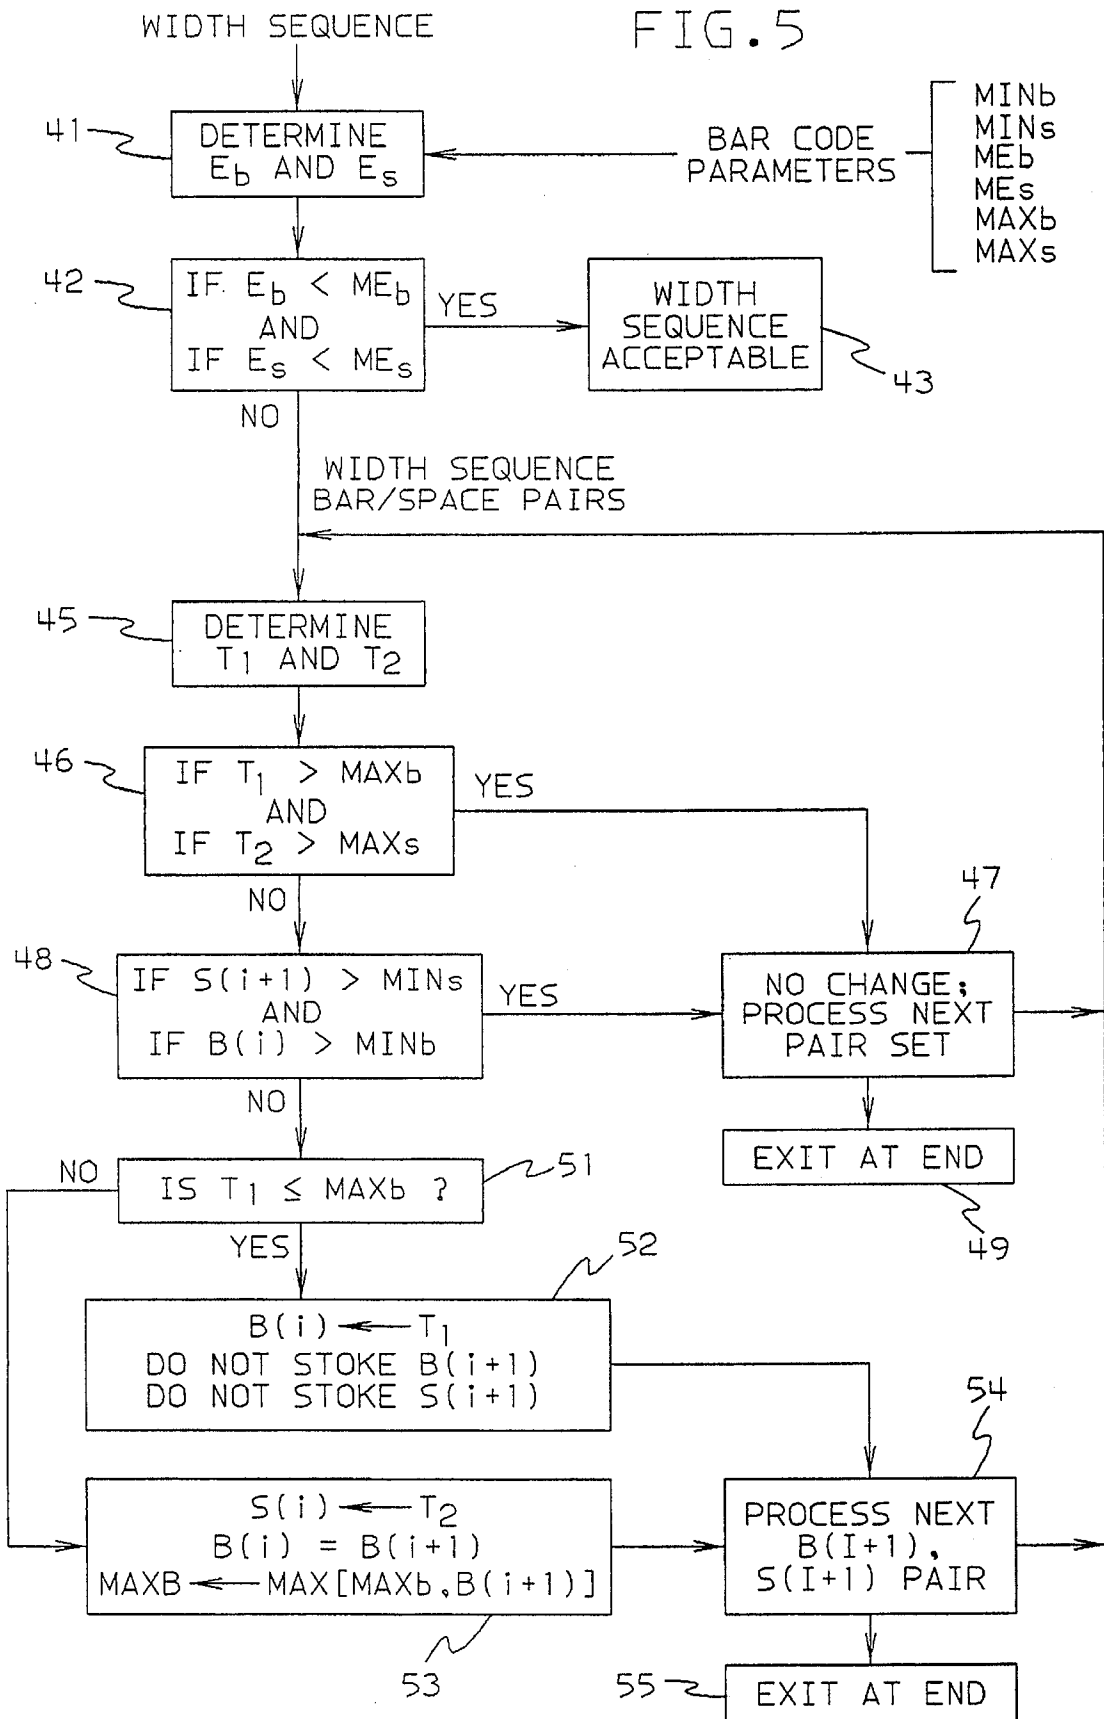 FIG.5
WIDTH SEQUENCE
41
DETERMINE
Eb AND Es
BAR CODE
PARAMETERS
MINb
MINs
MEb
MEs
MAXb
MAXs
42
IF Eb < MEb
AND
IF Es < MEs
YES
WIDTH
SEQUENCE
ACCEPTABLE
43
NO
WIDTH SEQUENCE
BAR/SPACE PAIRS
45
DETERMINE
T1 AND T2
46
IF T1 > MAXb
AND
IF T2 > MAXs
YES
NO
47
NO CHANGE;
PROCESS NEXT
PAIR SET
48
IF S(i+1) > MINs
AND
IF B(i) > MINb
YES
NO
EXIT AT END
49
NO
IS T1 ≤ MAXb ?
51
YES
52
B(i) ← T1
DO NOT STOKE B(i+1)
DO NOT STOKE S(i+1)
54
S(i) ← T2
B(i) = B(i+1)
MAXB ← MAX[MAXb,B(i+1)]
53
PROCESS NEXT
B(I+1),
S(I+1) PAIR
55
EXIT AT END